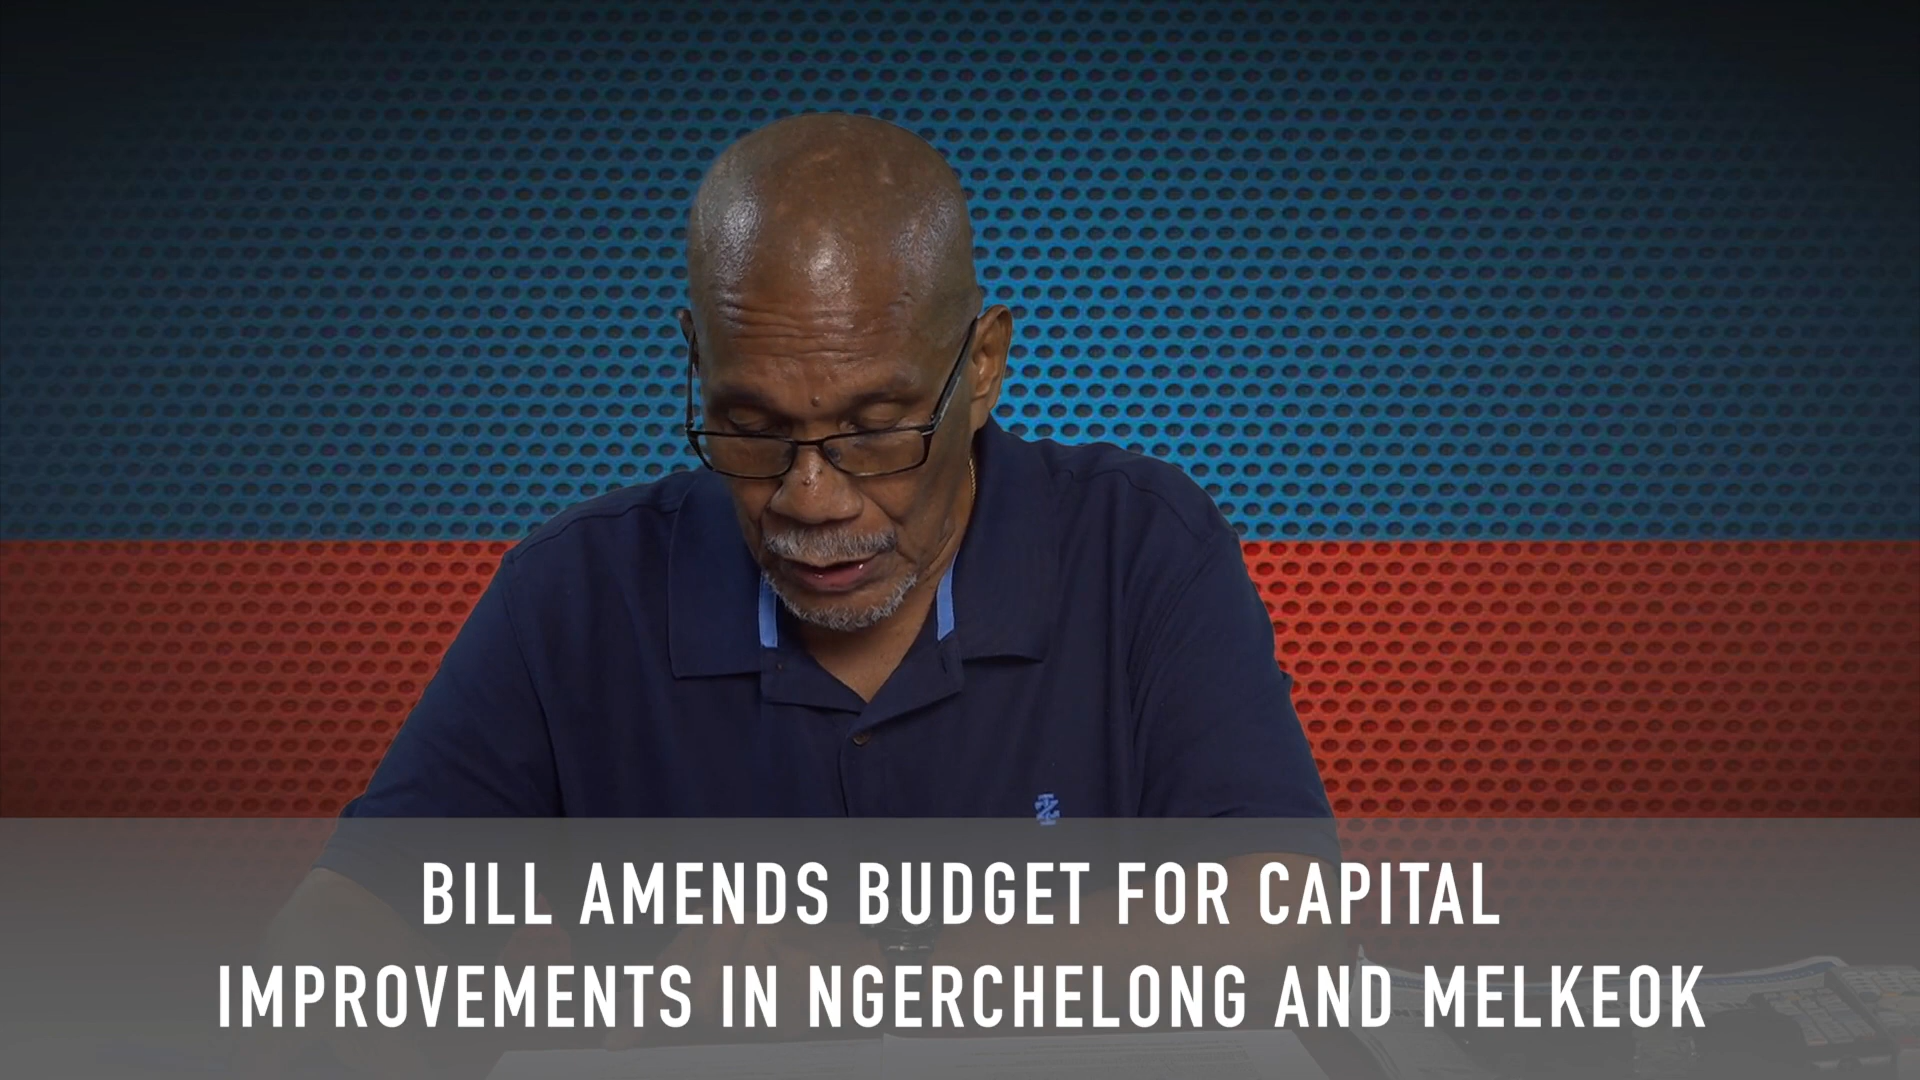 BILL AMENDS BUDGET FOR CAPITAL
IMPROVEMENTS IN NGERCHELONG AND MELKEOK